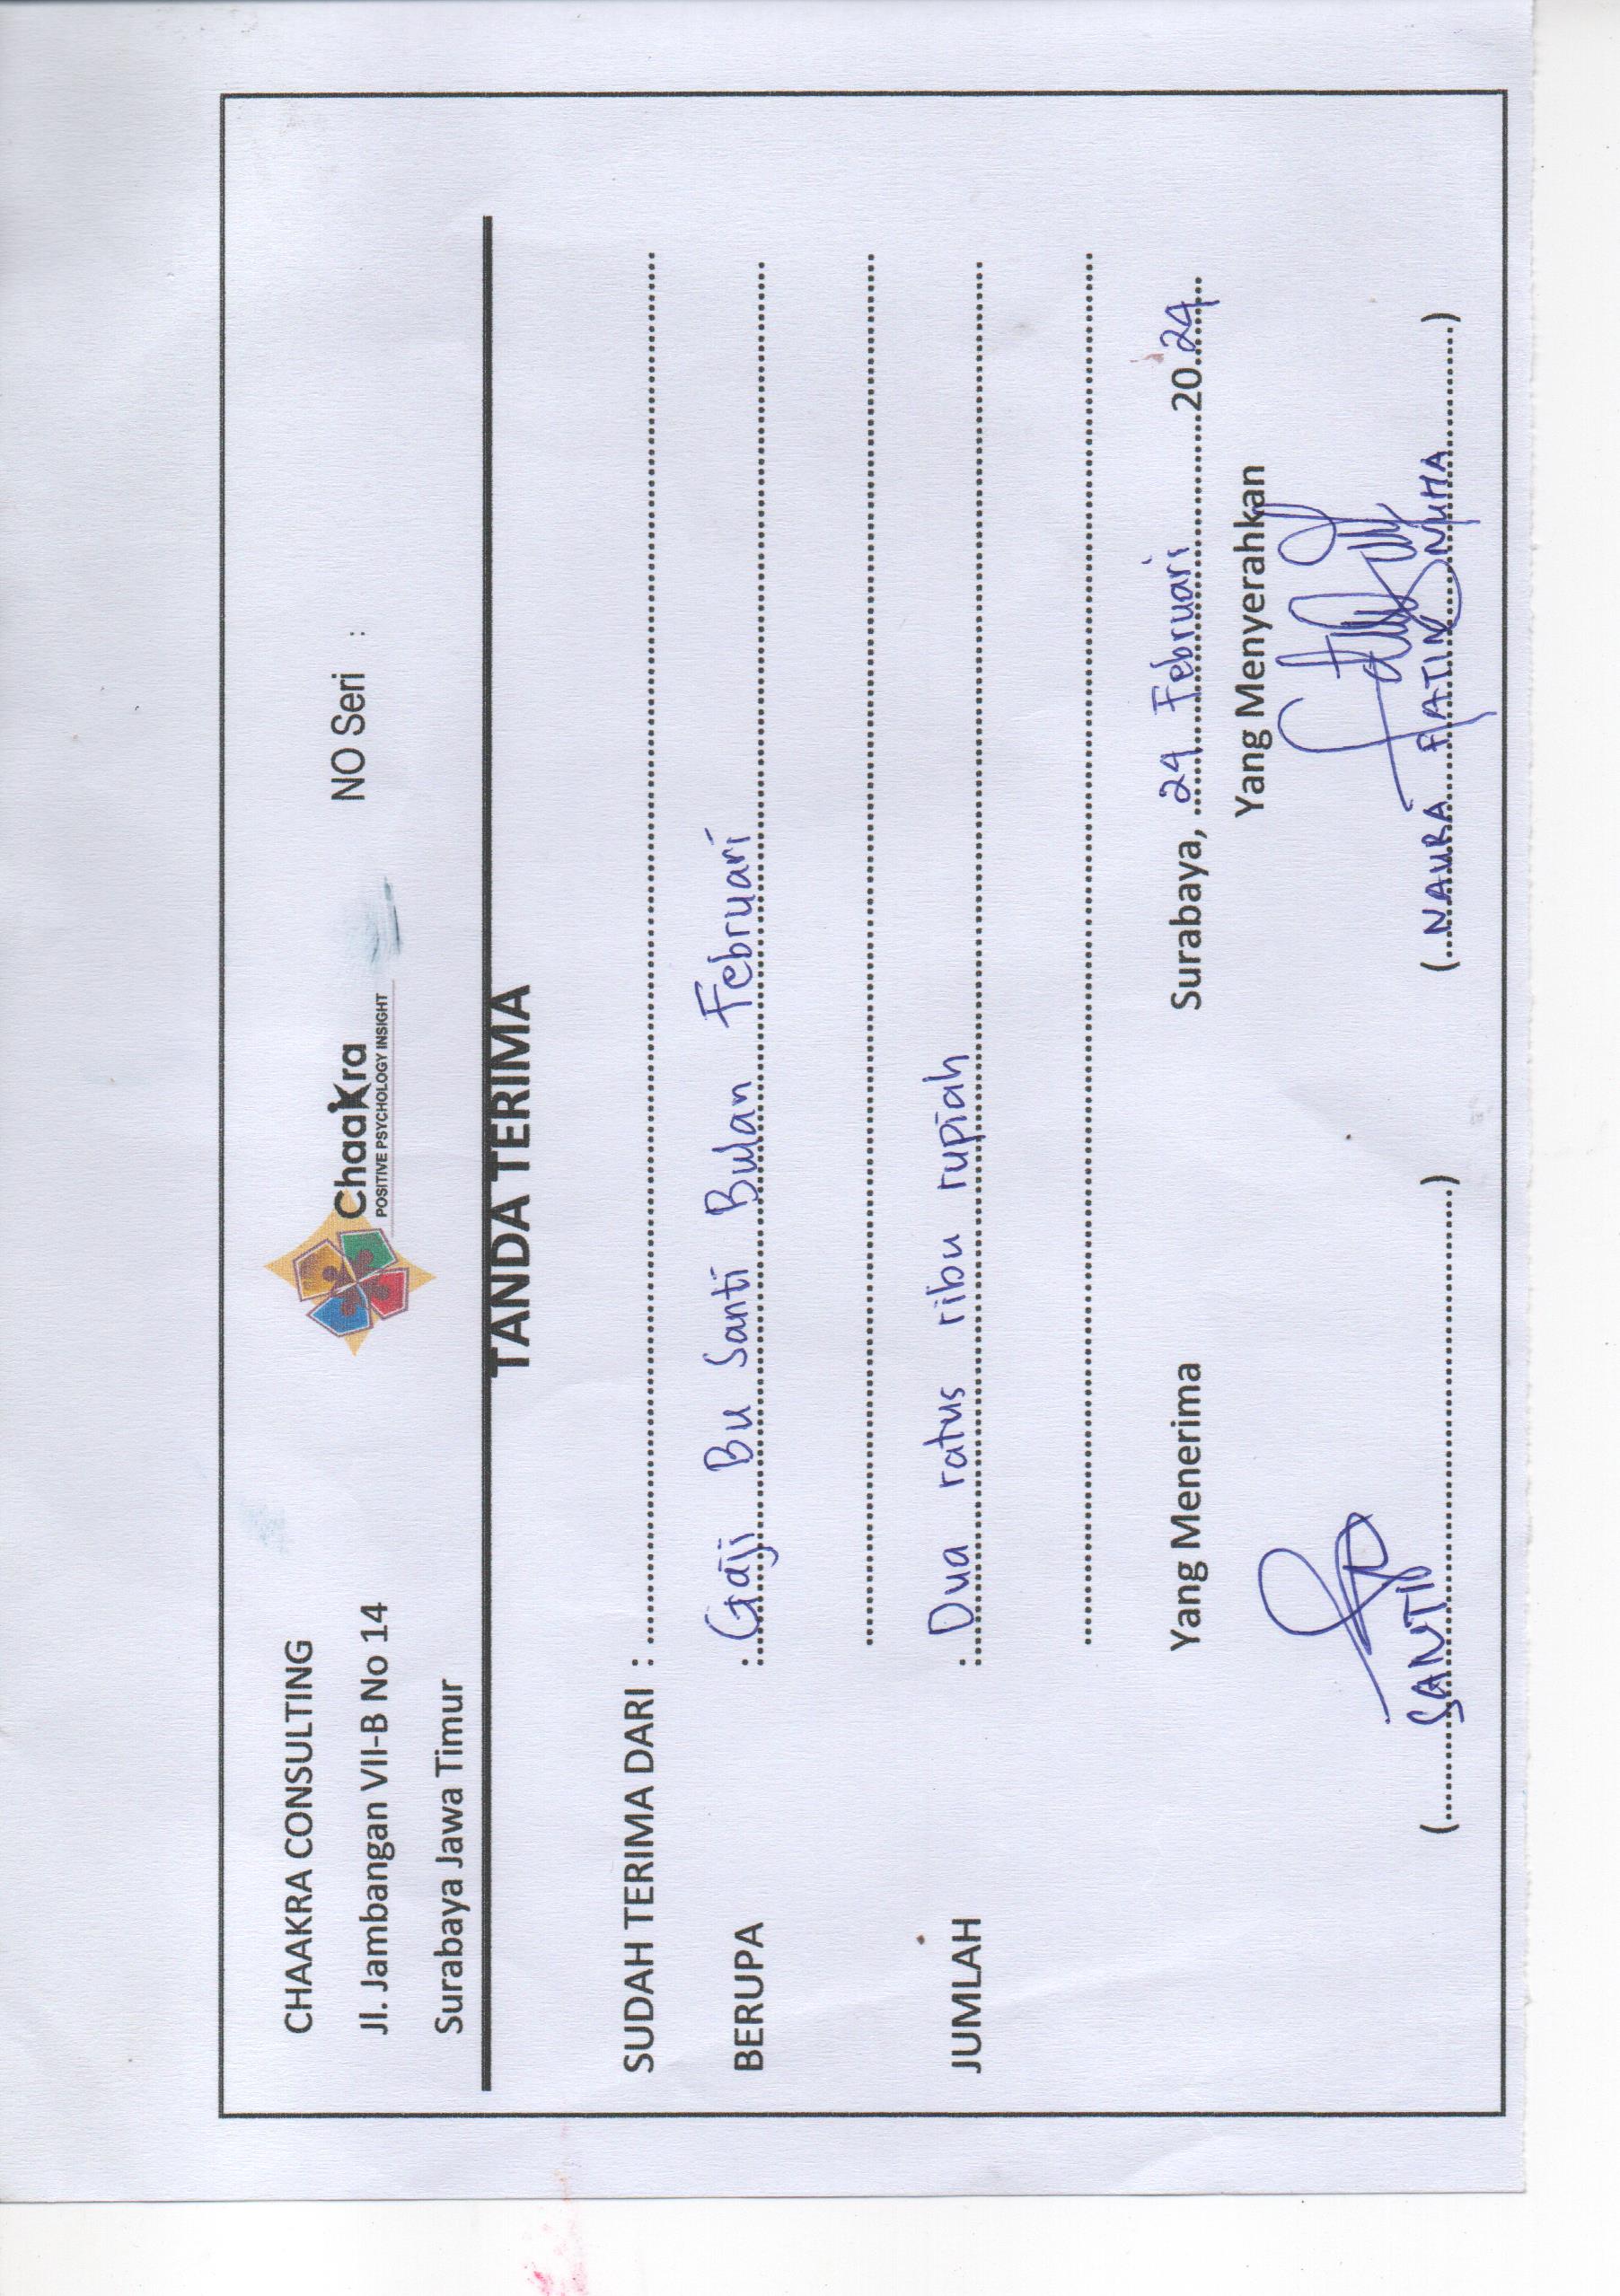 CHAAKRA CONSULTING
Jl. Jambangan VII-B No 14
Surabaya Jawa Timur
Chaakra
POSITIVE PSYCHOLOGY INSIGHT
NO Seri :
TANDA TERIMA
SUDAH TERIMA DARI : ........................................
BERUPA : Gaji Bu Santi Bulan Februari
........................................
JUMLAH : Dua ratus ribu rupiah
........................................
Yang Menerima
Surabaya, 24 Februari 2024
Yang Menyerahkan
(SANTI)
(NAURA FATIN NUHA)